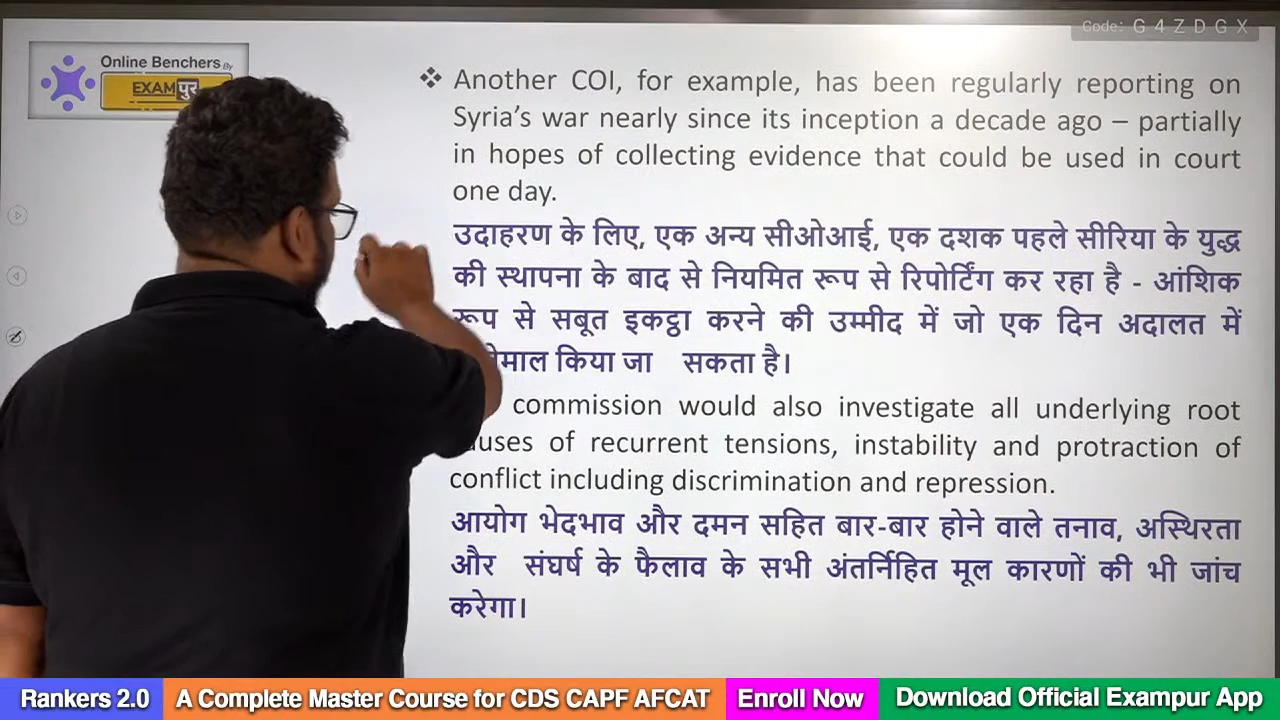 Code: G 4 Z D G X
Online Benchers By
EXAMपुर
❖ Another COI, for example, has been regularly reporting on
Syria's war nearly since its inception a decade ago – partially
in hopes of collecting evidence that could be used in court
one day.
उदाहरण के लिए, एक अन्य सीओआई, एक दशक पहले सीरिया के युद्ध
की स्थापना के बाद से नियमित रूप से रिपोर्टिंग कर रहा है - आंशिक
रूप से सबूत इकट्ठा करने की उम्मीद में जो एक दिन अदालत में
किया जा सकता है।
commission would also investigate all underlying root
of recurrent tensions, instability and protraction of
conflict including discrimination and repression.
आयोग भेदभाव और दमन सहित बार-बार होने वाले तनाव, अस्थिरता
और संघर्ष के फैलाव के सभी अंतर्निहित मूल कारणों की भी जांच
करेगा।
Rankers 2.0 A Complete Master Course for CDS CAPF AFCAT Enroll Now Download Official Exampur App